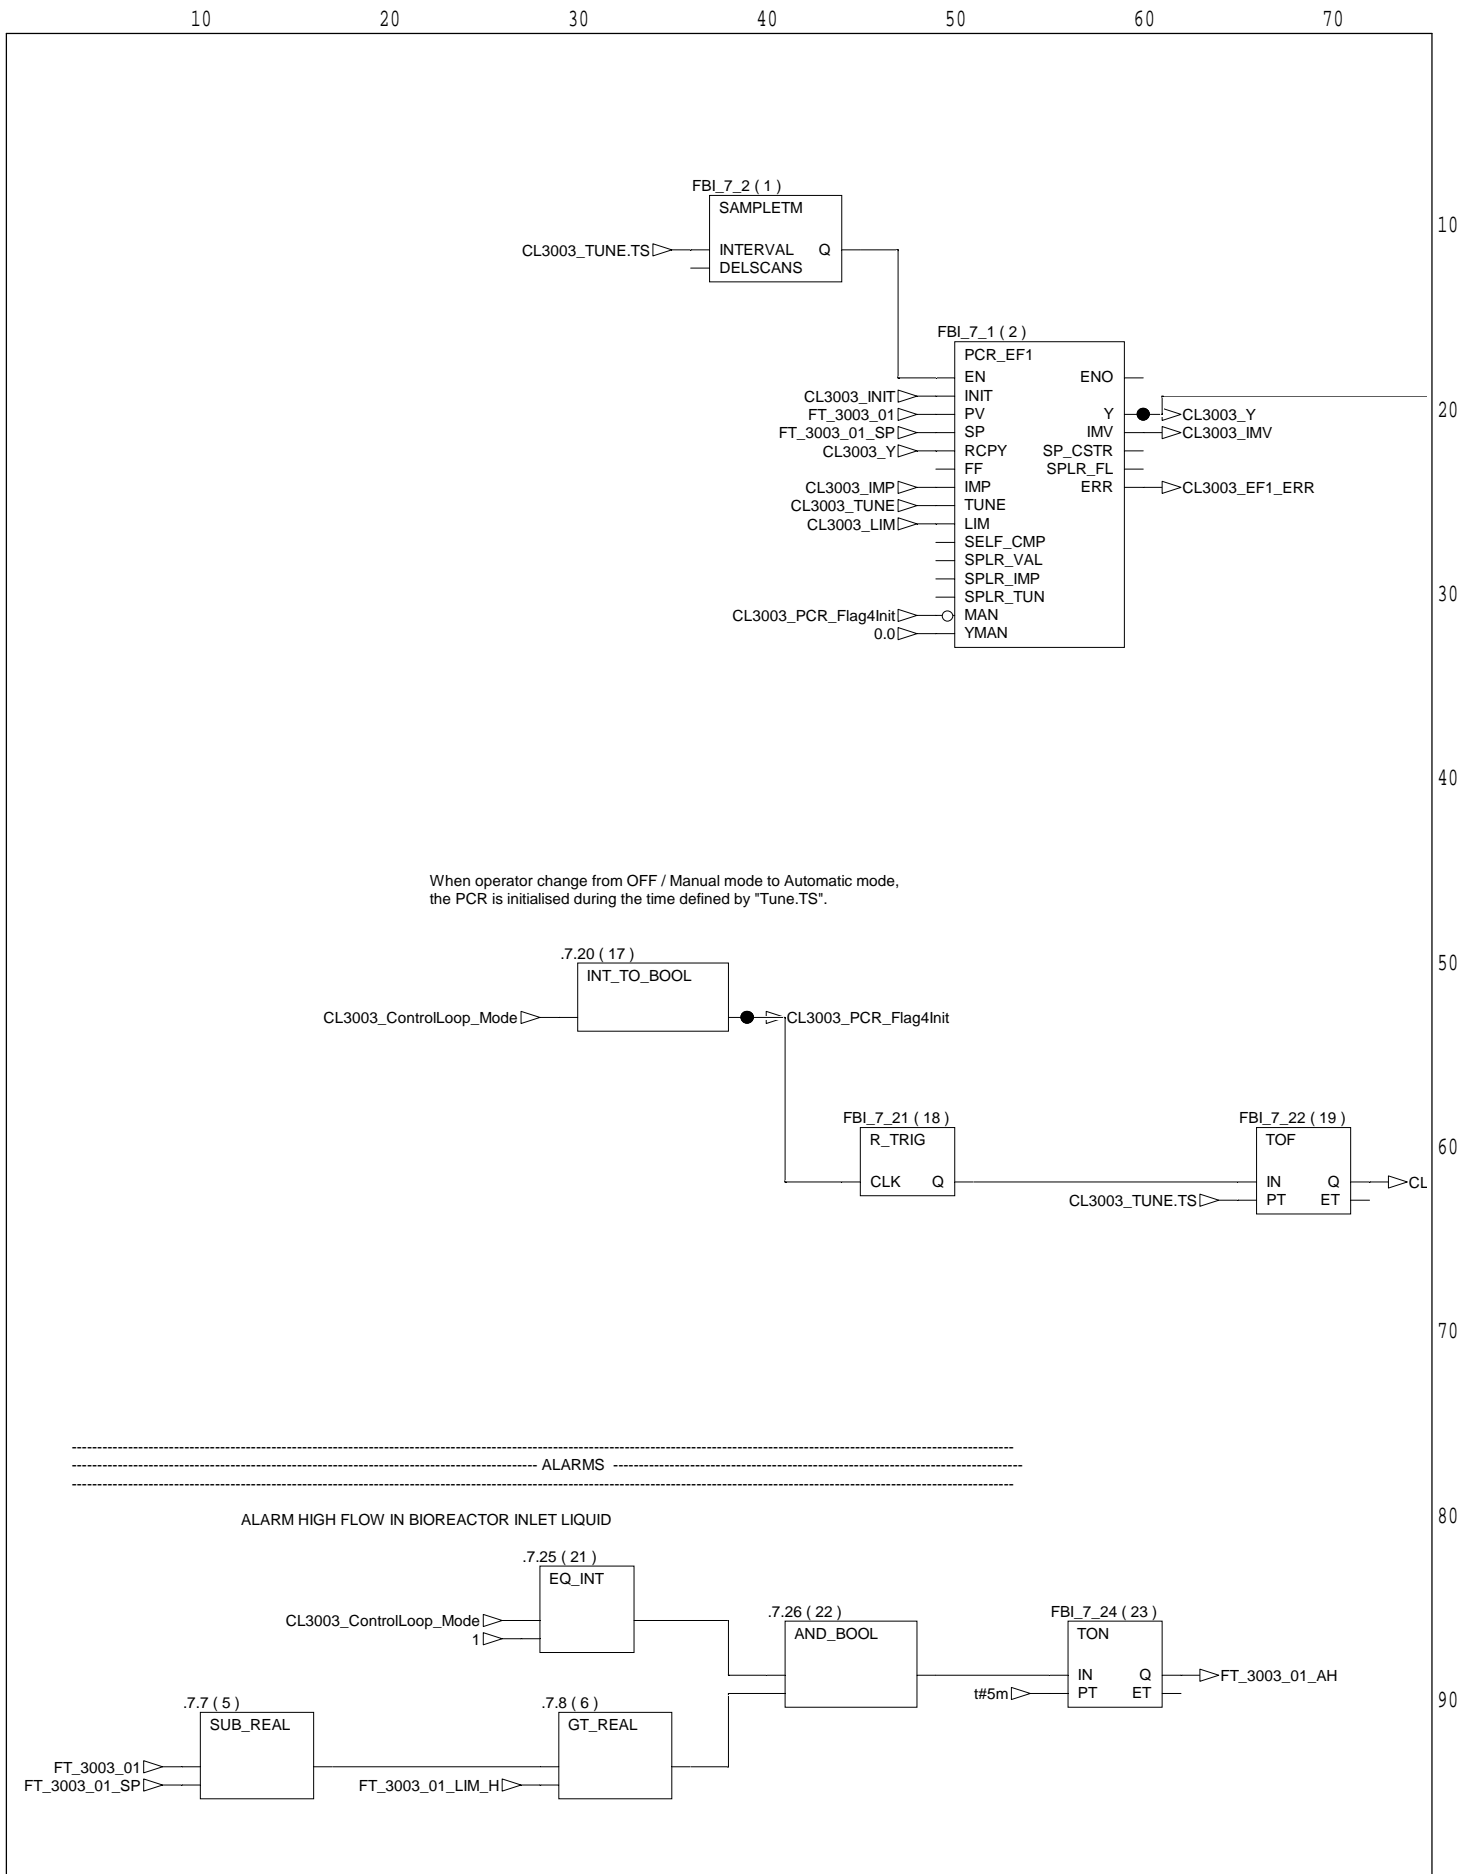 10 20 30 40 50 60 70
FBI_7_2 ( 1 )
SAMPLETM
10
CL3003_TUNE.TS INTERVAL Q
DELSCANS
FBI_7_1 ( 2 )
PCR_EF1
EN ENO
CL3003_INIT INIT
20
FT_3003_01 PV Y CL3003_Y
FT_3003_01_SP SP IMV CL3003_IMV
CL3003_Y RCPY SP_CSTR
FF SPLR_FL
CL3003_IMP IMP ERR CL3003_EF1_ERR
CL3003_TUNE TUNE
CL3003_LIM LIM
SELF_CMP
SPLR_VAL
SPLR_IMP
30
SPLR_TUN
CL3003_PCR_Flag4Init MAN
0.0 YMAN
40
When operator change from OFF / Manual mode to Automatic mode,
the PCR is initialised during the time defined by "Tune.TS".
.7.20 ( 17 )
50
INT_TO_BOOL
CL3003_ControlLoop_Mode CL3003_PCR_Flag4Init
FBI_7_21 ( 18 ) FBI_7_22 ( 19 )
R_TRIG TOF
60
CLK Q IN Q CL
CL3003_TUNE.TS PT ET
70
ALARMS
80
ALARM HIGH FLOW IN BIOREACTOR INLET LIQUID
.7.25 ( 21 )
EQ_INT
CL3003_ControlLoop_Mode .7.26 ( 22 ) FBI_7_24 ( 23 )
1 AND_BOOL TON
IN Q FT_3003_01_AH
t#5m PT ET
90
.7.7 ( 5 ) .7.8 ( 6 )
SUB_REAL GT_REAL
FT_3003_01
FT_3003_01_SP FT_3003_01_LIM_H